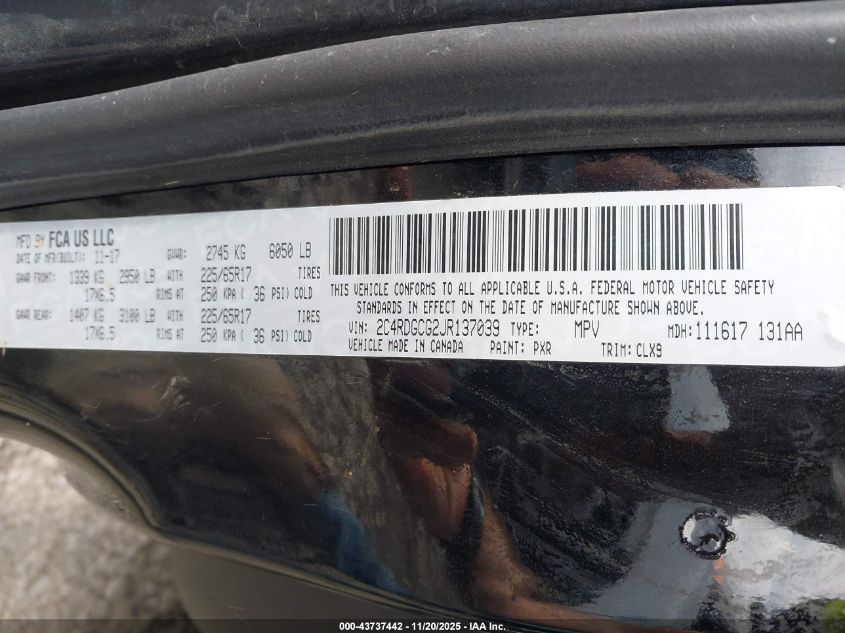 MFD BY FCA US LLC
DATE OF MFR(BUILT): 11-17 GVWR: 2745 KG 6050 LB
GAWR FRONT: 1339 KG 2950 LB WITH 225/65R17 TIRES
17X6.5 RIMS AT 250 KPA ( 36 PSI) COLD
GAWR REAR: 1407 KG 3100 LB WITH 225/65R17 TIRES
17X6.5 RIMS AT 250 KPA ( 36 PSI) COLD
THIS VEHICLE CONFORMS TO ALL APPLICABLE U.S.A. FEDERAL MOTOR VEHICLE SAFETY
STANDARDS IN EFFECT ON THE DATE OF MANUFACTURE SHOWN ABOVE.
VIN: 2C4RDGCG2JR137039 TYPE: MPV MDH: 111617 131AA
VEHICLE MADE IN CANADA PAINT: PXR TRIM: CLX9
000-43737442 - 11/20/2025 - IAA Inc.